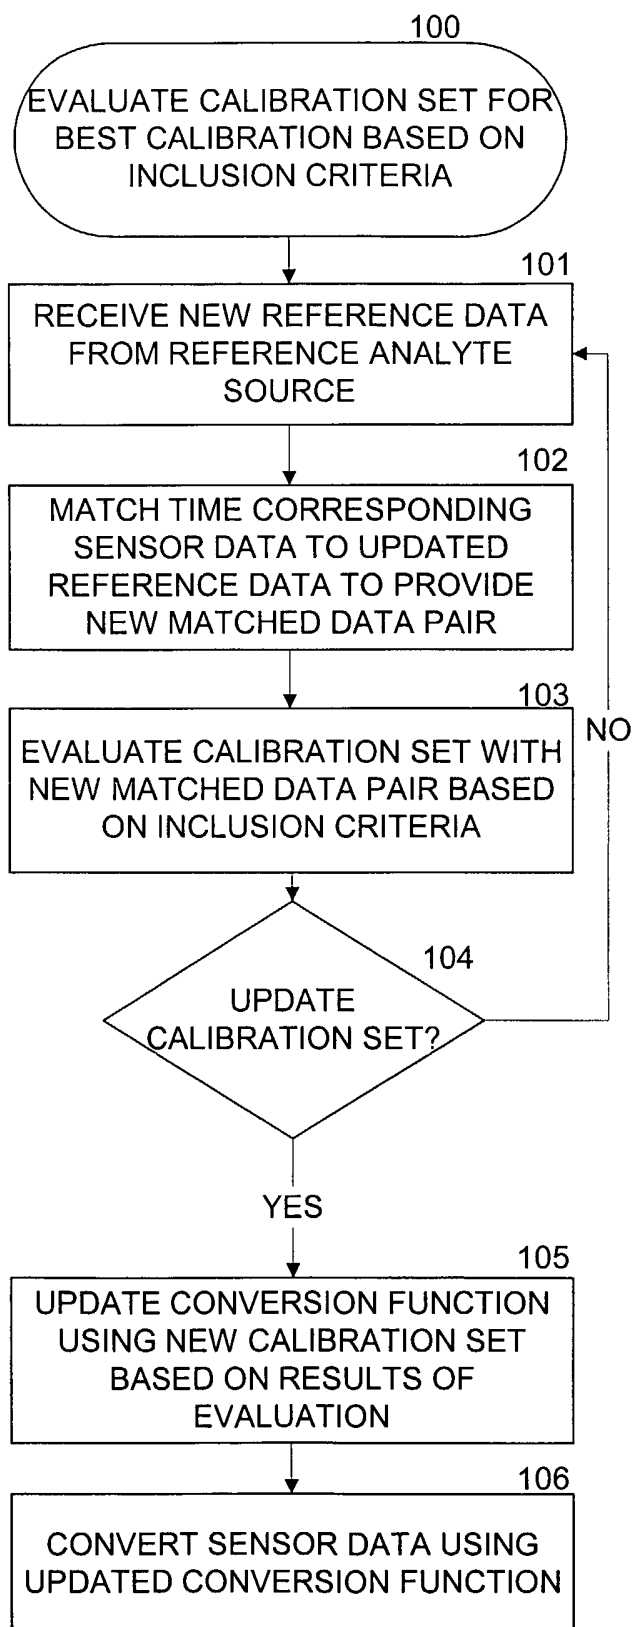 100
EVALUATE CALIBRATION SET FOR
BEST CALIBRATION BASED ON
INCLUSION CRITERIA
101
RECEIVE NEW REFERENCE DATA
FROM REFERENCE ANALYTE
SOURCE
102
MATCH TIME CORRESPONDING
SENSOR DATA TO UPDATED
REFERENCE DATA TO PROVIDE
NEW MATCHED DATA PAIR
103
EVALUATE CALIBRATION SET WITH
NEW MATCHED DATA PAIR BASED
ON INCLUSION CRITERIA
NO
104
UPDATE
CALIBRATION SET?
YES
105
UPDATE CONVERSION FUNCTION
USING NEW CALIBRATION SET
BASED ON RESULTS OF
EVALUATION
106
CONVERT SENSOR DATA USING
UPDATED CONVERSION FUNCTION